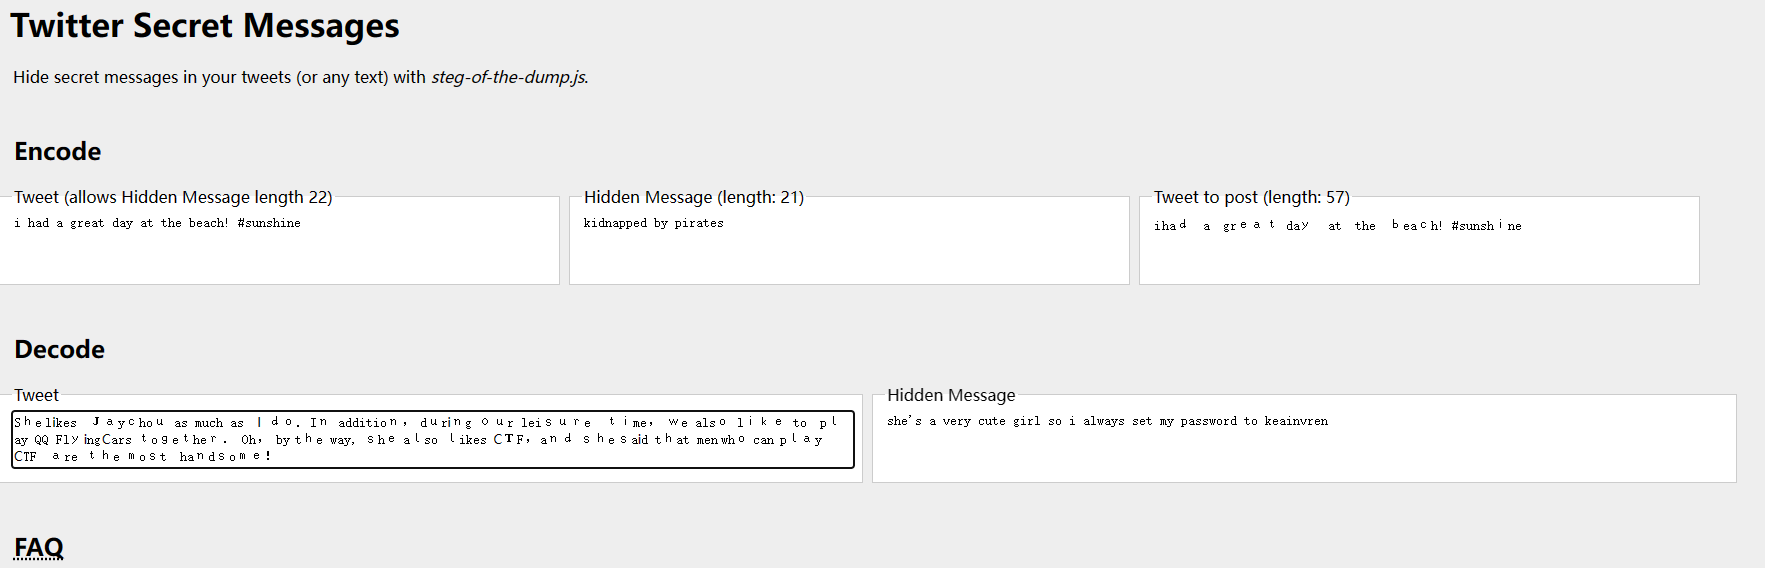 Twitter Secret Messages
Hide secret messages in your tweets (or any text) with steg-of-the-dump.js.
Encode
Tweet (allows Hidden Message length 22)
i had a great day at the beach! #sunshine
Hidden Message (length: 21)
kidnapped by pirates
Tweet to post (length: 57)
ihad a great day at the beach! #sunshine
Decode
Tweet
She likes Jaychou as much as I do. In addition, during our leisure time, we also like to pl
ay QQ FlyingCars together. Oh, by the way, she also likes CTF, and she said that men who can play
CTF are the most handsome!
Hidden Message
she's a very cute girl so i always set my password to keainvren
FAQ